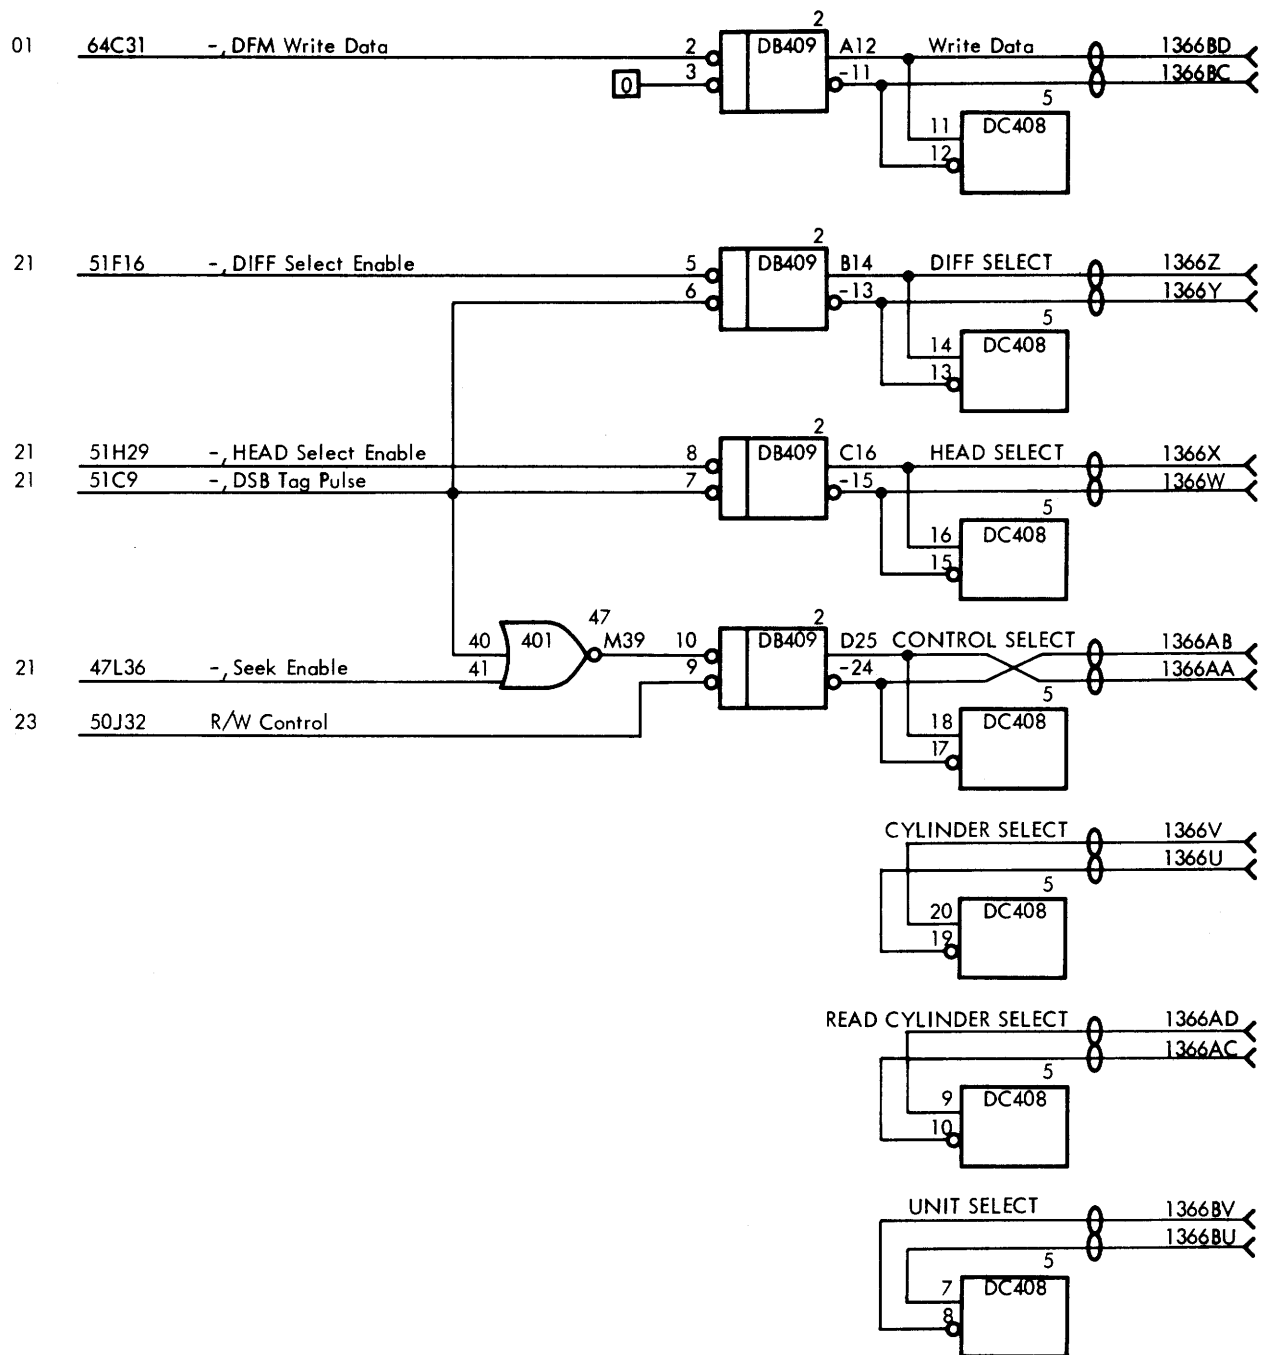 2
01 64C31 -, DFM Write Data 2 DB409 A12 Write Data 1366BD
0 3 -11 1366BC
5
11 DC408
12
2
21 51F16 -, DIFF Select Enable 5 DB409 B14 DIFF SELECT 1366Z
6 -13 1366Y
5
14 DC408
13
2
21 51H29 -, HEAD Select Enable 8 DB409 C16 HEAD SELECT 1366X
21 51C9 -, DSB Tag Pulse 7 -15 1366W
5
16 DC408
15
47 2
40 401 M39 10 DB409 D25 CONTROL SELECT 1366AB
21 47L36 -, Seek Enable 41 9 -24 1366AA
5
23 50J32 R/W Control 18 DC408
17
CYLINDER SELECT 1366V
1366U
5
20 DC408
19
READ CYLINDER SELECT 1366AD
1366AC
5
9 DC408
10
UNIT SELECT 1366BV
1366BU
5
7 DC408
8